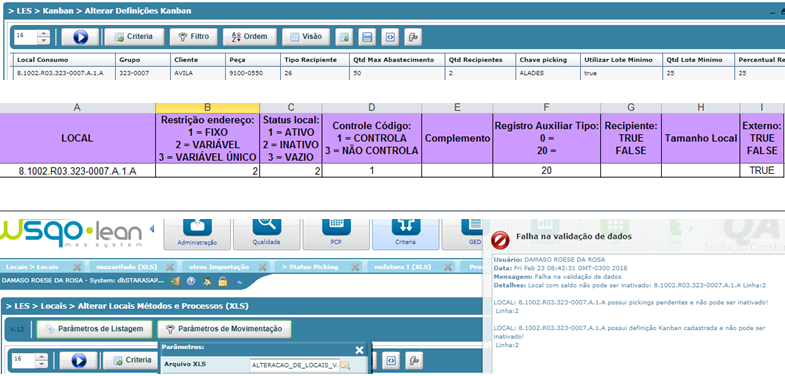 > LES > Kanban > Alterar Definições Kanban
16 Criteria Filtro Ordem Visão
Local Consumo Grupo Cliente Peça Tipo Recipiente Qtd Max Abastecimento Qtd Recipientes Chave picking Utilizar Lote Minimo Qtd Lote Minimo Percentual Re
8.1002.R03.323-0007.A.1.A 323-0007 AVILA 9100-0550 26 50 2 ALADES true 25 25
A B C D E F G H I
LOCAL
Restrição endereço:
1 = FIXO
2 = VARIÁVEL
3 = VARIÁVEL ÚNICO
Status local:
1 = ATIVO
2 = INATIVO
3 = VAZIO
Controle Código:
1 = CONTROLA
3 = NÃO CONTROLA
Complemento
Registro Auxiliar Tipo:
0 =
20 =
Recipiente:
TRUE
FALSE
Tamanho Local
Externo:
TRUE
FALSE
8.1002.R03.323-0007.A.1.A 2 2 1 20 TRUE
wsqo lean
mes system
Administração Qualidade PCP Criteria GED
QA
Evolução Consta
Locais > Locais moxarifado (XLS) etros Importação > Status Picking nufetura I (XLS) Pro
DAMASO ROESE DA ROSA - System: dbSTARASAP...
> LES > Locais > Alterar Locais Métodos e Processos (XLS)
V.12 Parâmetros de Listagem Parâmetros de Movimentação
16 Criteria
Parâmetros:
Arquivo XLS ALTERACAO_DE_LOCAIS_V.
Falha na validação de dados
Usuário: DAMASO ROESE DA ROSA
Data: Fri Feb 23 08:43:31 GMT-0300 2018
Mensagem: Falha na validação de dados
Detalhes: Local com saldo não pode ser inativado: 8.1002.R03.323-0007.A.1.A Linha:2
LOCAL: 8.1002.R03.323-0007.A.1.A possui pickings pendentes e não pode ser inativado!
Linha:2
LOCAL: 8.1002.R03.323-0007.A.1.A possui definição Kanban cadastrada e não pode ser
inativado!
Linha:2